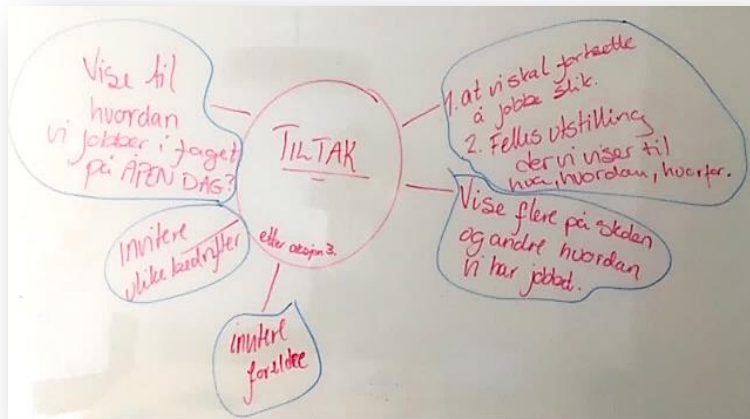 TILTAK
etter aksjon 3.
Vise til
hvordan
vi jobber i faget
på ÅPEN DAG?
1. at vi skal fortsette
å jobbe slik.
2. Felles utstilling
der vi viser til
hva, hvordan, hvorfor.
Vise flere på skolen
og andre hvordan
vi har jobbet.
Invitere
ulike bedrifter
invitere
foreldre